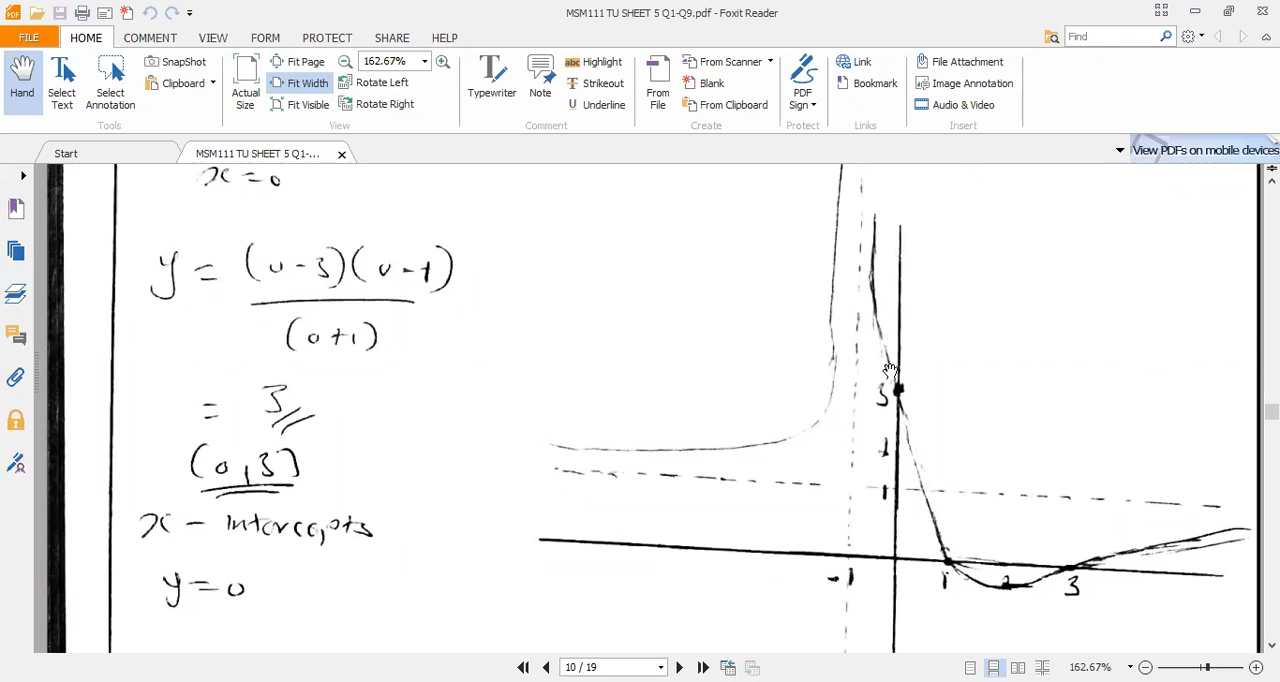 MSM111 TU SHEET 5 Q1-Q9.pdf - Foxit Reader
FILE HOME COMMENT VIEW FORM PROTECT SHARE HELP
Find
Hand
Select Text
Select Annotation
SnapShot
Clipboard
Tools
Actual Size
Fit Page
Fit Width
Fit Visible
162.67%
Rotate Left
Rotate Right
View
Typewriter
Note
Highlight
Strikeout
Underline
Comment
From File
From Scanner
Blank
From Clipboard
Create
PDF Sign
Protect
Link
Bookmark
Links
File Attachment
Image Annotation
Audio & Video
Insert
Start
MSM111 TU SHEET 5 Q1-...
View PDFs on mobile devices
x = 0
y = (0-3)(0-1)
(0+1)
= 3
(0,3)
x - Intercepts
y = 0
3
1
1
-1
1
2
3
10 / 19
162.67%